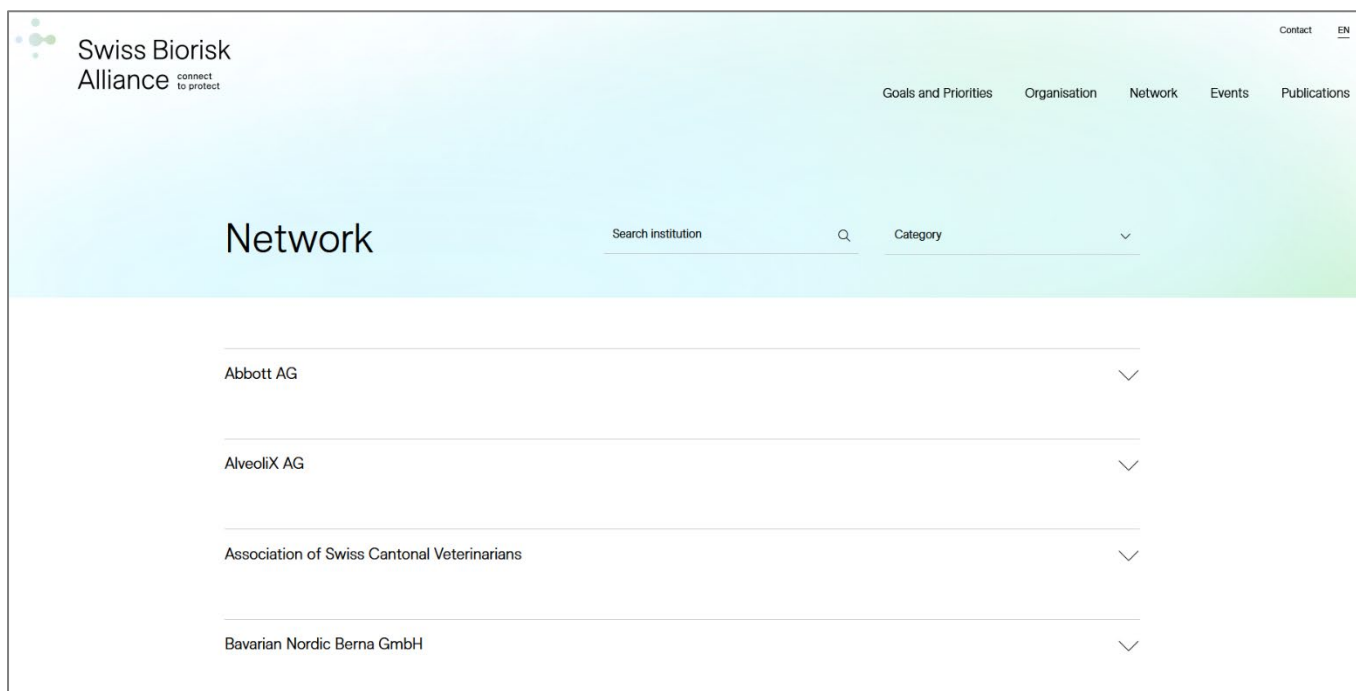 Contact EN
Swiss Biorisk
Alliance connect
to protect
Goals and Priorities Organisation Network Events Publications
Network Search institution Category
Abbott AG
AlveoliX AG
Association of Swiss Cantonal Veterinarians
Bavarian Nordic Berna GmbH